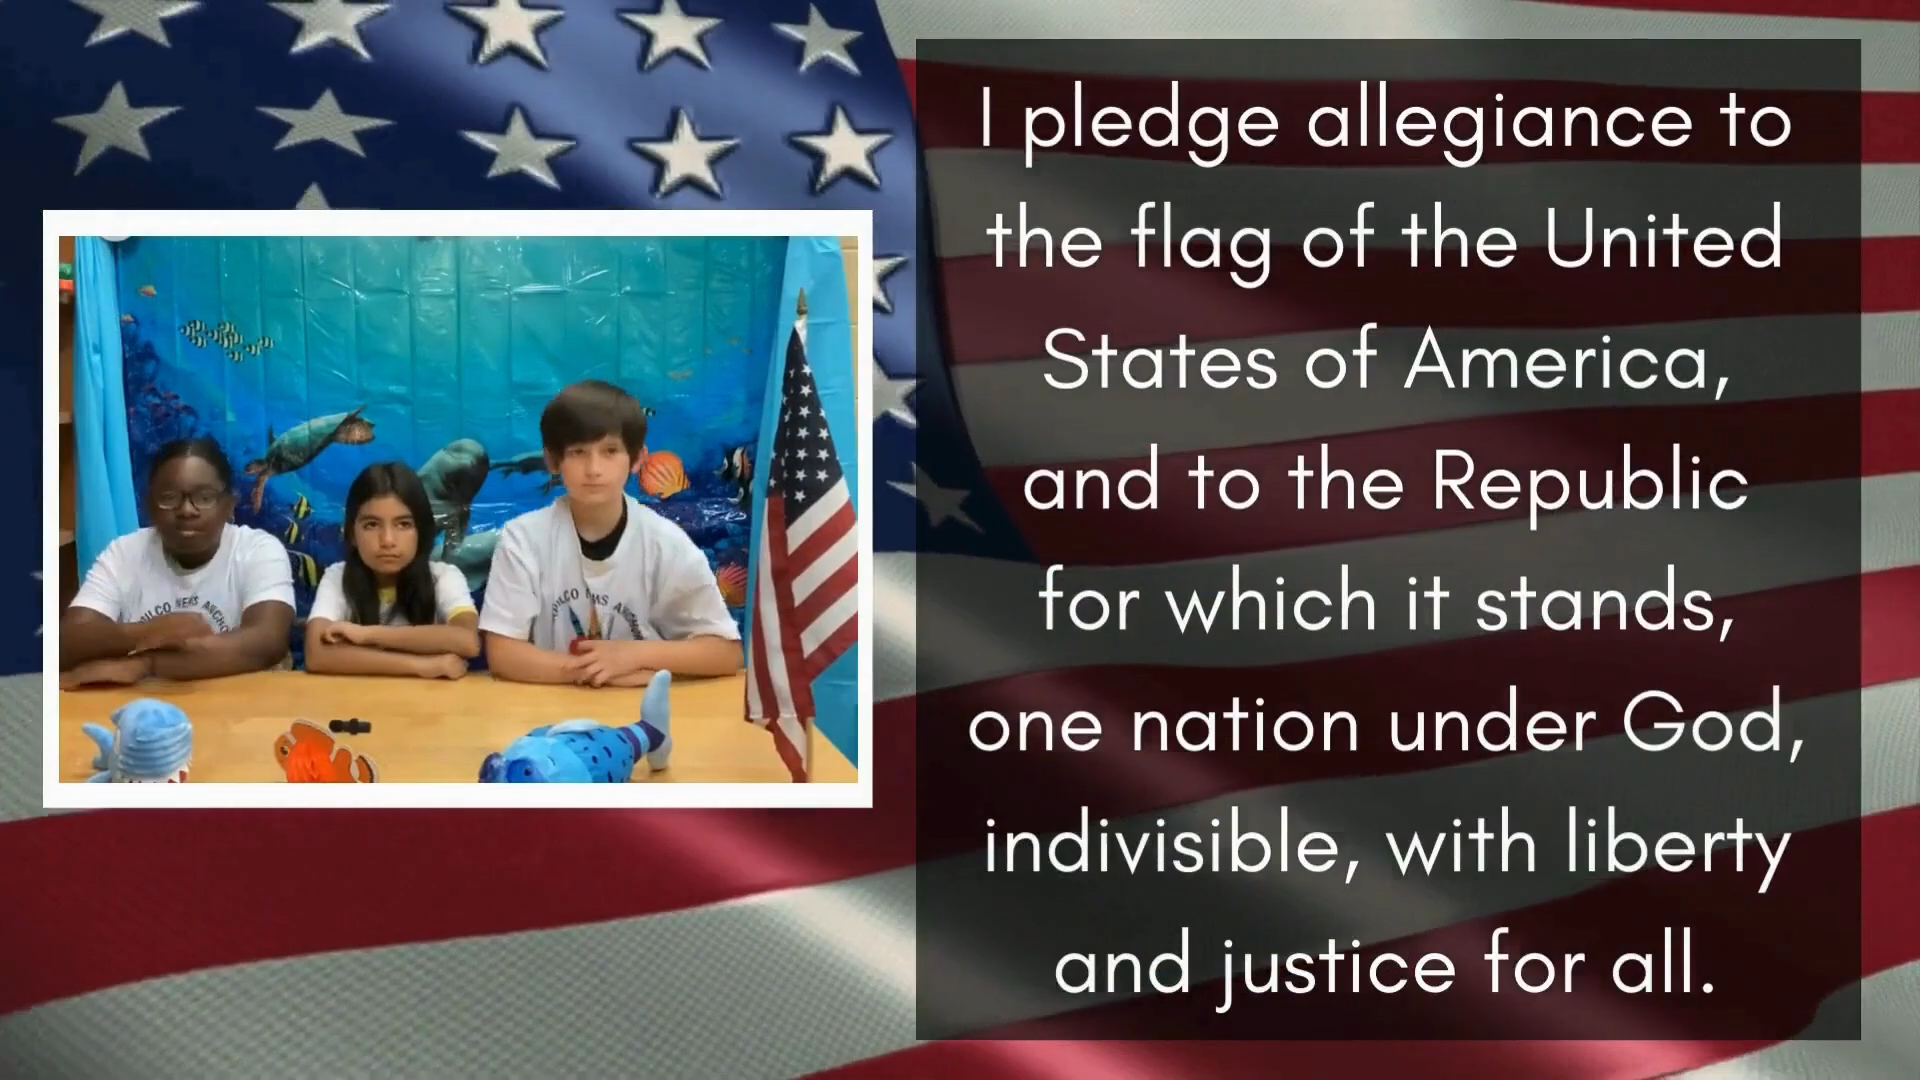 I pledge allegiance to
the flag of the United
States of America,
and to the Republic
for which it stands,
one nation under God,
indivisible, with liberty
and justice for all.
NEWS